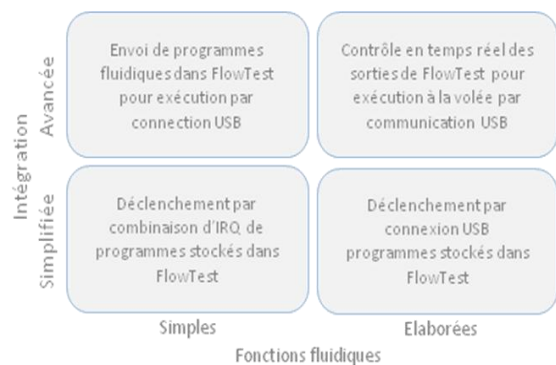 Intégration
Avancée
Simplifiée
Envoi de programmes
fluidiques dans FlowTest
pour exécution par
connection USB
Contrôle en temps réel des
sorties de FlowTest pour
exécution à la volée par
communication USB
Déclenchement par
combinaison d'IRQ de
programmes stockés dans
FlowTest
Déclenchement par
connexion USB
programmes stockés dans
FlowTest
Simples
Elaborées
Fonctions fluidiques